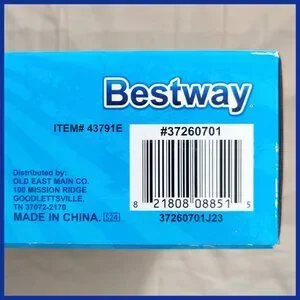 Bestway
ITEM# 43791E
#37260701
8 21808 08851 5
37260701J23
Distributed by:
OLD EAST MAIN CO.
100 MISSION RIDGE
GOODLETTSVILLE,
TN 37072-2170
MADE IN CHINA. S24